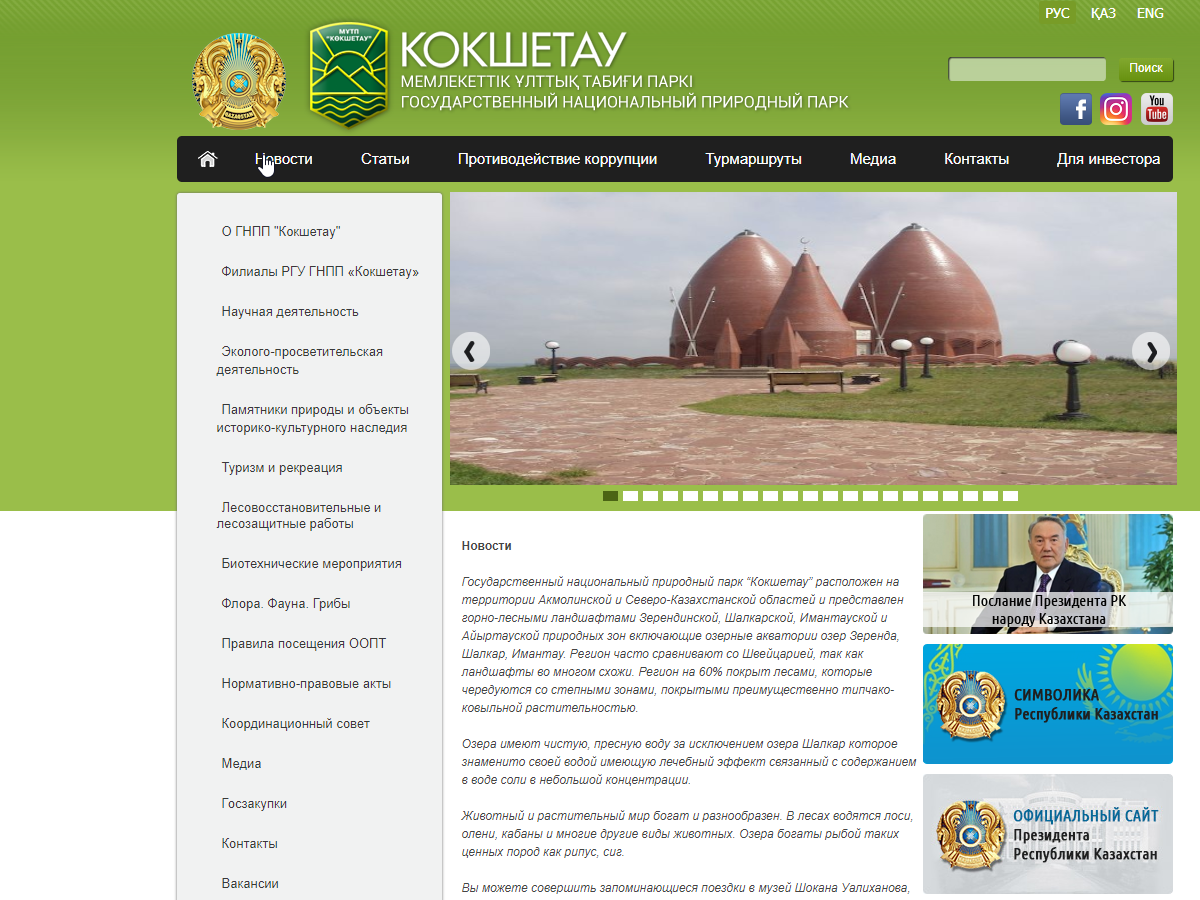 РУС ҚАЗ ENG
МУТП
"КОКШЕТАУ"
КОКШЕТАУ
МЕМЛЕКЕТТІК ҰЛТТЫҚ ТАБИҒИ ПАРКІ
ГОСУДАРСТВЕННЫЙ НАЦИОНАЛЬНЫЙ ПРИРОДНЫЙ ПАРК
Поиск
You
Tube
Новости Статьи Противодействие коррупции Турмаршруты Медиа Контакты Для инвестора
О ГНПП "Кокшетау"
Филиалы РГУ ГНПП «Кокшетау»
Научная деятельность
Эколого-просветительская
деятельность
Памятники природы и объекты
историко-культурного наследия
Туризм и рекреация
Лесовосстановительные и
лесозащитные работы
Биотехнические мероприятия
Флора. Фауна. Грибы
Правила посещения ООПТ
Нормативно-правовые акты
Координационный совет
Медиа
Госзакупки
Контакты
Вакансии
Новости
Государственный национальный природный парк "Кокшетау" расположен на
территории Акмолинской и Северо-Казахстанской областей и представлен
горно-лесными ландшафтами Зерендинской, Шалкарской, Имантауской и
Айыртауской природных зон включающие озерные акватории озер Зеренда,
Шалкар, Имантау. Регион часто сравнивают со Швейцарией, так как
ландшафты во многом схожи. Регион на 60% покрыт лесами, которые
чередуются со степными зонами, покрытыми преимущественно типчако-
ковыльной растительностью.
Озера имеют чистую, пресную воду за исключением озера Шалкар которое
знаменито своей водой имеющую лечебный эффект связанный с содержанием
в воде соли в небольшой концентрации.
Животный и растительный мир богат и разнообразен. В лесах водятся лоси,
олени, кабаны и многие другие виды животных. Озера богаты рыбой таких
ценных пород как рипус, сиг.
Вы можете совершить запоминающиеся поездки в музей Шокана Уалиханова,
Послание Президента РК
народу Казахстана
СИМВОЛИКА
Республики Казахстан
ОФИЦИАЛЬНЫЙ САЙТ
Президента
Республики Казахстан